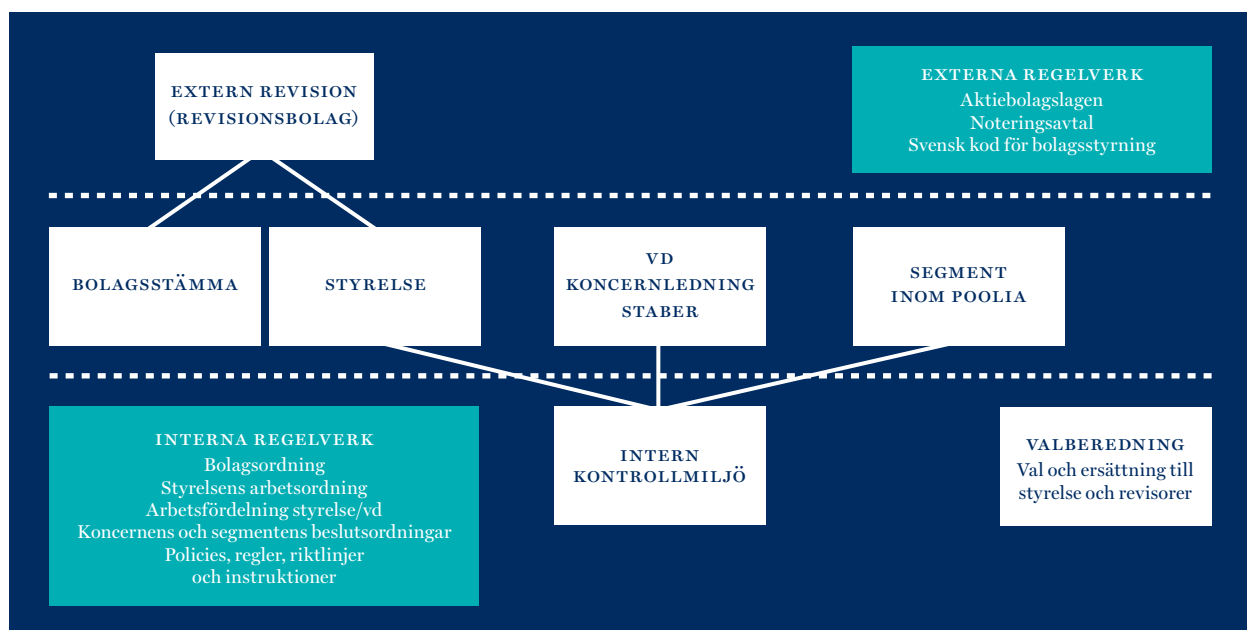 EXTERN REVISION
(REVISIONSBOLAG)
EXTERNA REGELVERK
Aktiebolagslagen
Noteringsavtal
Svensk kod för bolagsstyrning
BOLAGSSTÄMMA
STYRELSE
VD
KONCERNLEDNING
STABER
SEGMENT
INOM POOLIA
INTERNA REGELVERK
Bolagsordning
Styrelsens arbetsordning
Arbetsfördelning styrelse/vd
Koncernens och segmentens beslutsordningar
Policies, regler, riktlinjer
och instruktioner
INTERN
KONTROLLMILJÖ
VALBEREDNING
Val och ersättning till
styrelse och revisorer